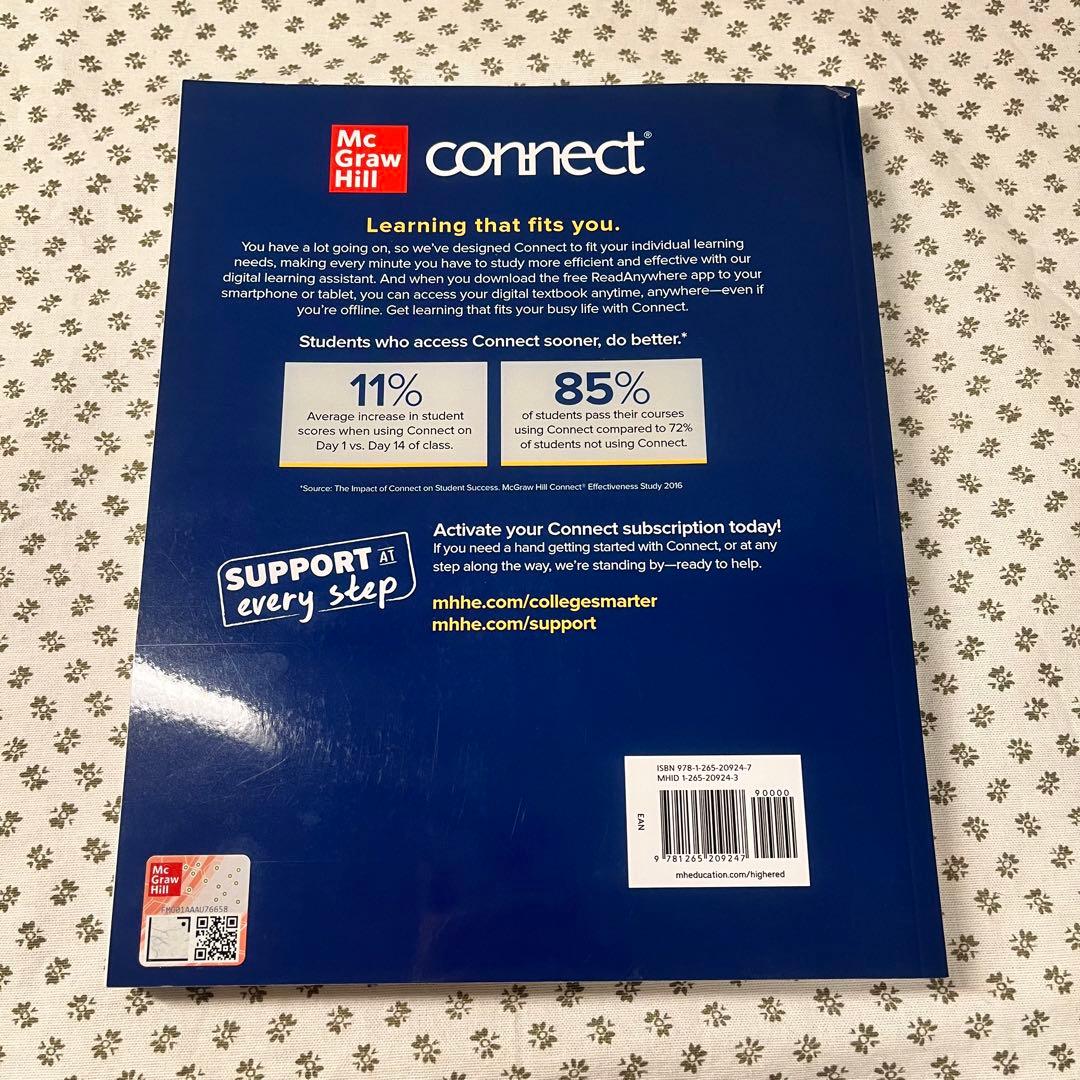 Mc
Graw
Hill
connect®
Learning that fits you.
You have a lot going on, so we've designed Connect to fit your individual learning
needs, making every minute you have to study more efficient and effective with our
digital learning assistant. And when you download the free ReadAnywhere app to your
smartphone or tablet, you can access your digital textbook anytime, anywhere—even if
you're offline. Get learning that fits your busy life with Connect.
Students who access Connect sooner, do better.*
11%
Average increase in student
scores when using Connect on
Day 1 vs. Day 14 of class.
85%
of students pass their courses
using Connect compared to 72%
of students not using Connect.
*Source: The Impact of Connect on Student Success. McGraw Hill Connect® Effectiveness Study 2016
SUPPORT AT
every step
Activate your Connect subscription today!
If you need a hand getting started with Connect, or at any
step along the way, we're standing by—ready to help.
mhhe.com/collegesmarter
mhhe.com/support
ISBN 978-1-265-20924-7
MHID 1-265-20924-3
90000
EAN
9 781265 209247
mheducation.com/highered
Mc
Graw
Hill
FM001AAAU76658